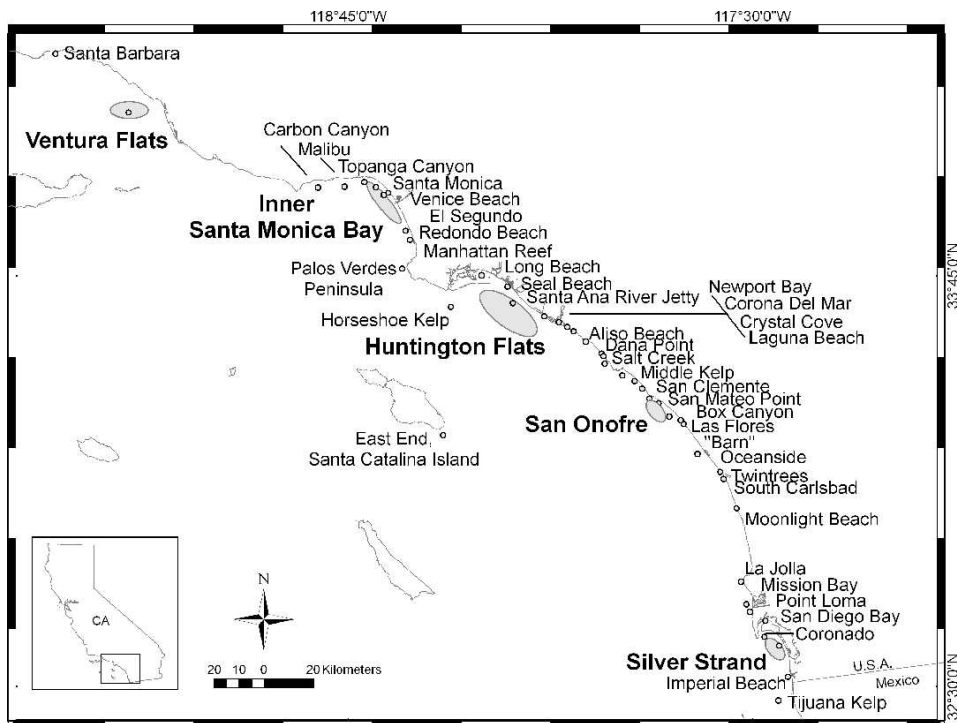 118°45'0"W
117°30'0"W
Santa Barbara
Ventura Flats
Carbon Canyon
Malibu
Topanga Canyon
Santa Monica
Venice Beach
Inner
Santa Monica Bay
El Segundo
Redondo Beach
Manhattan Reef
Palos Verdes
Peninsula
Long Beach
Seal Beach
Santa Ana River Jetty
33°45'0"N
Newport Bay
Corona Del Mar
Crystal Cove
Laguna Beach
Horseshoe Kelp
Huntington Flats
Aliso Beach
Dana Point
Salt Creek
Middle Kelp
San Clemente
San Mateo Point
Box Canyon
San Onofre
Las Flores
"Barn"
East End,
Santa Catalina Island
Oceanside
Twintrees
South Carlsbad
Moonlight Beach
La Jolla
Mission Bay
Point Loma
San Diego Bay
Coronado
Silver Strand
Imperial Beach
U.S.A.
Mexico
Tijuana Kelp
32°30'0"N
CA
N
20 10 0 20 Kilometers